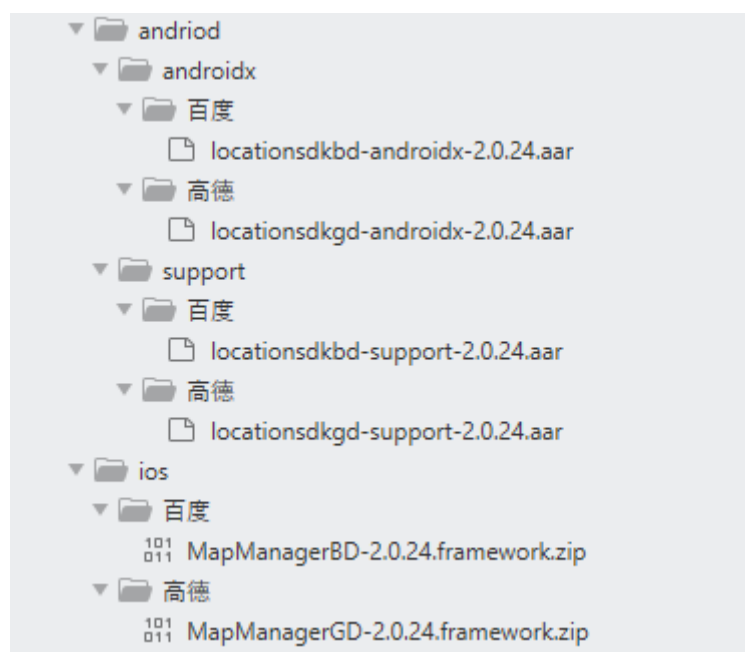 andriod
androidx
百度
locationsdkbd-androidx-2.0.24.aar
高德
locationsdkgd-androidx-2.0.24.aar
support
百度
locationsdkbd-support-2.0.24.aar
高德
locationsdkgd-support-2.0.24.aar
ios
百度
MapManagerBD-2.0.24.framework.zip
高德
MapManagerGD-2.0.24.framework.zip